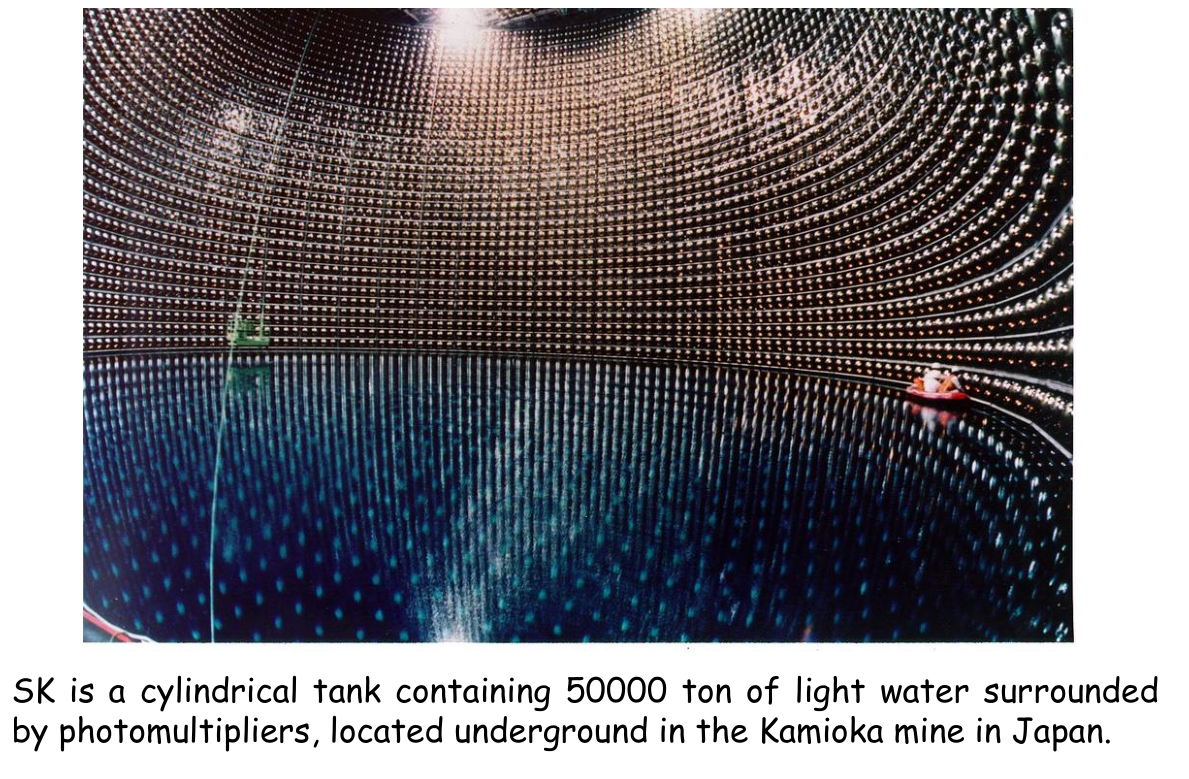 SK is a cylindrical tank containing 50000 ton of light water surrounded
by photomultipliers, located underground in the Kamioka mine in Japan.